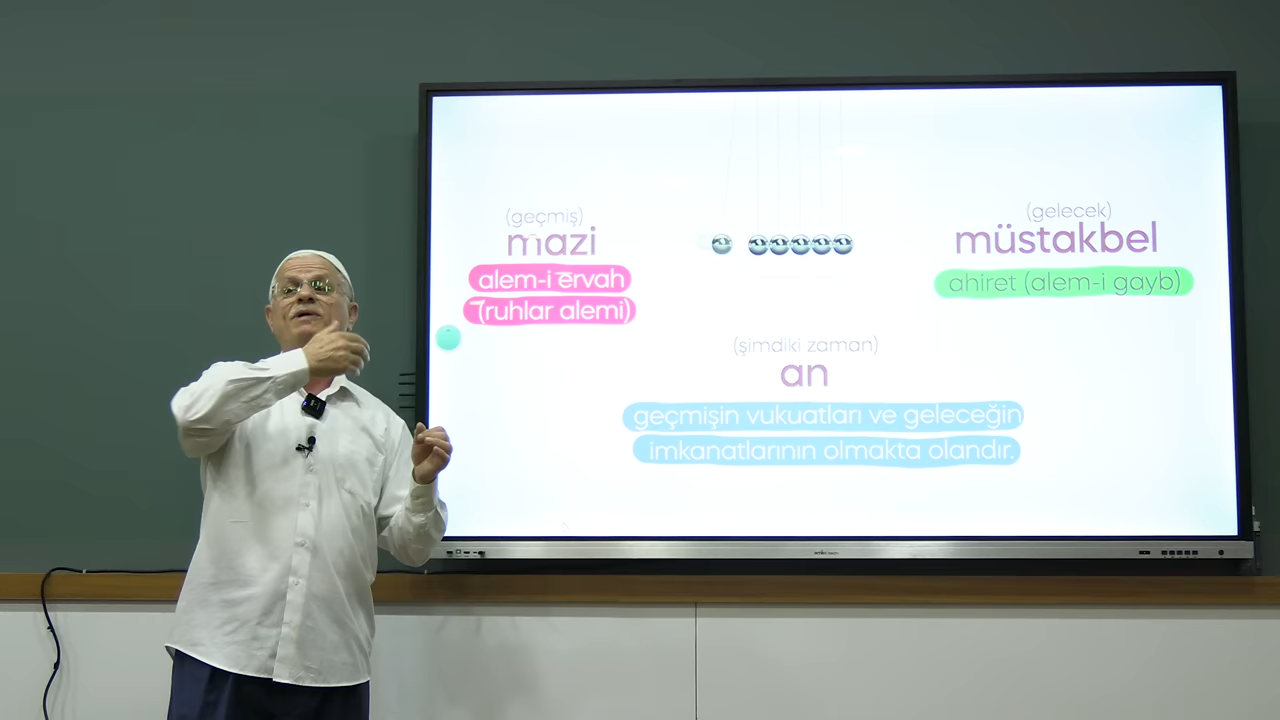 (geçmiş)
mazi
alem-i ervah
(ruhlar alemi)
(gelecek)
müstakbel
ahiret (alem-i gayb)
(şimdiki zaman)
an
geçmişin vukuatları ve geleceğin
imkanatlarının olmakta olandır.